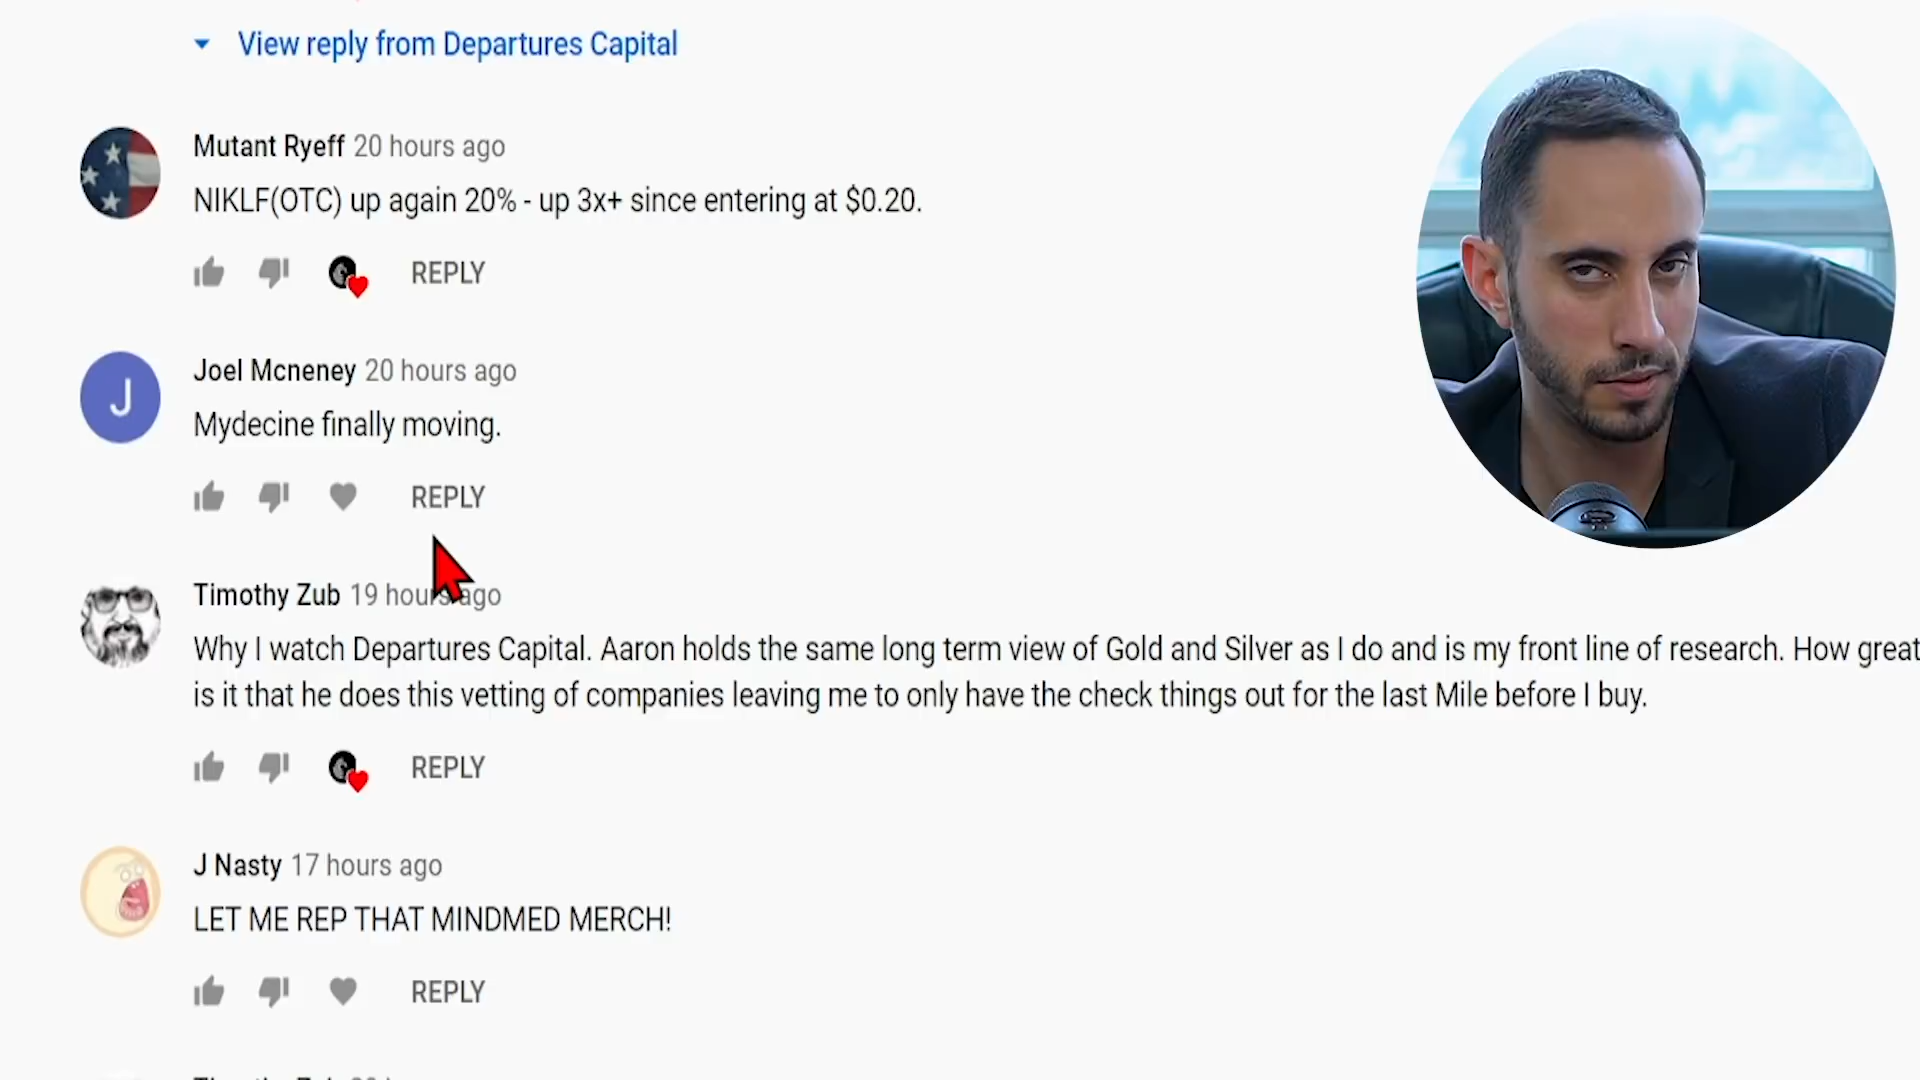 View reply from Departures Capital
Mutant Ryeff 20 hours ago
NIKLF(OTC) up again 20% - up 3x+ since entering at $0.20.
REPLY
J
Joel Mcneney 20 hours ago
Mydecine finally moving.
REPLY
Timothy Zub 19 hours ago
Why I watch Departures Capital. Aaron holds the same long term view of Gold and Silver as I do and is my front line of research. How great
is it that he does this vetting of companies leaving me to only have the check things out for the last Mile before I buy.
REPLY
J Nasty 17 hours ago
LET ME REP THAT MINDMED MERCH!
REPLY